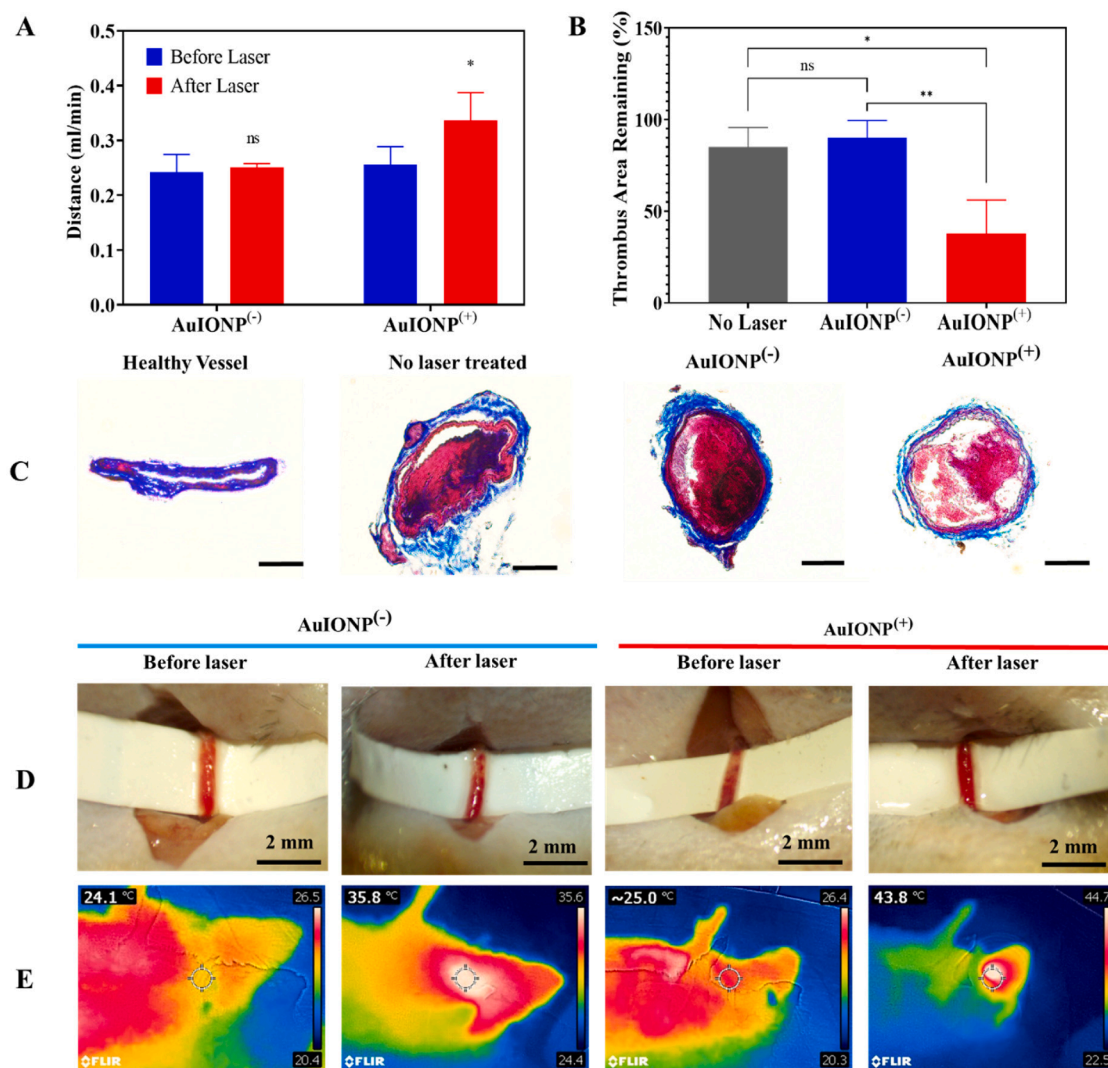 A
Distance (ml/min)
0.5
0.4
0.3
0.2
0.1
0.0
Before Laser
After Laser
ns
*
AuIONP(-)
AuIONP(+)
B
Thrombus Area Remaining (%)
150
100
50
0
*
ns
**
No Laser
AuIONP(-)
AuIONP(+)
C
Healthy Vessel
No laser treated
AuIONP(-)
AuIONP(+)
AuIONP(-)
AuIONP(+)
Before laser
After laser
Before laser
After laser
D
2 mm
2 mm
2 mm
2 mm
E
24.1 °C
26.5
20.4
FLIR
35.8 °C
35.6
24.4
FLIR
~25.0 °C
26.4
20.3
FLIR
43.8 °C
44.7
22.5
FLIR